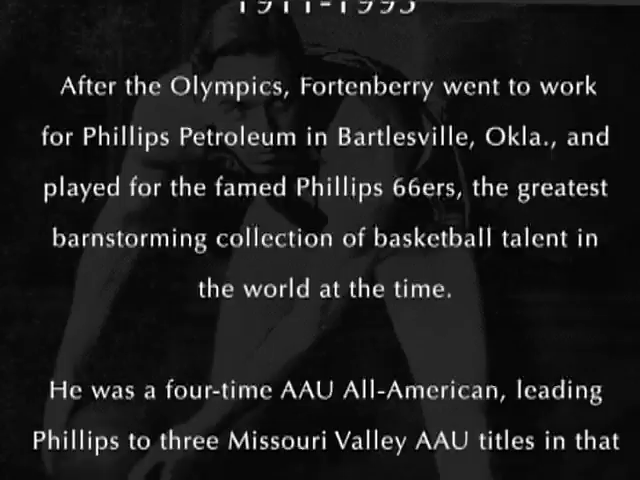 1911-1993
After the Olympics, Fortenberry went to work
for Phillips Petroleum in Bartlesville, Okla., and
played for the famed Phillips 66ers, the greatest
barnstorming collection of basketball talent in
the world at the time.
He was a four-time AAU All-American, leading
Phillips to three Missouri Valley AAU titles in that